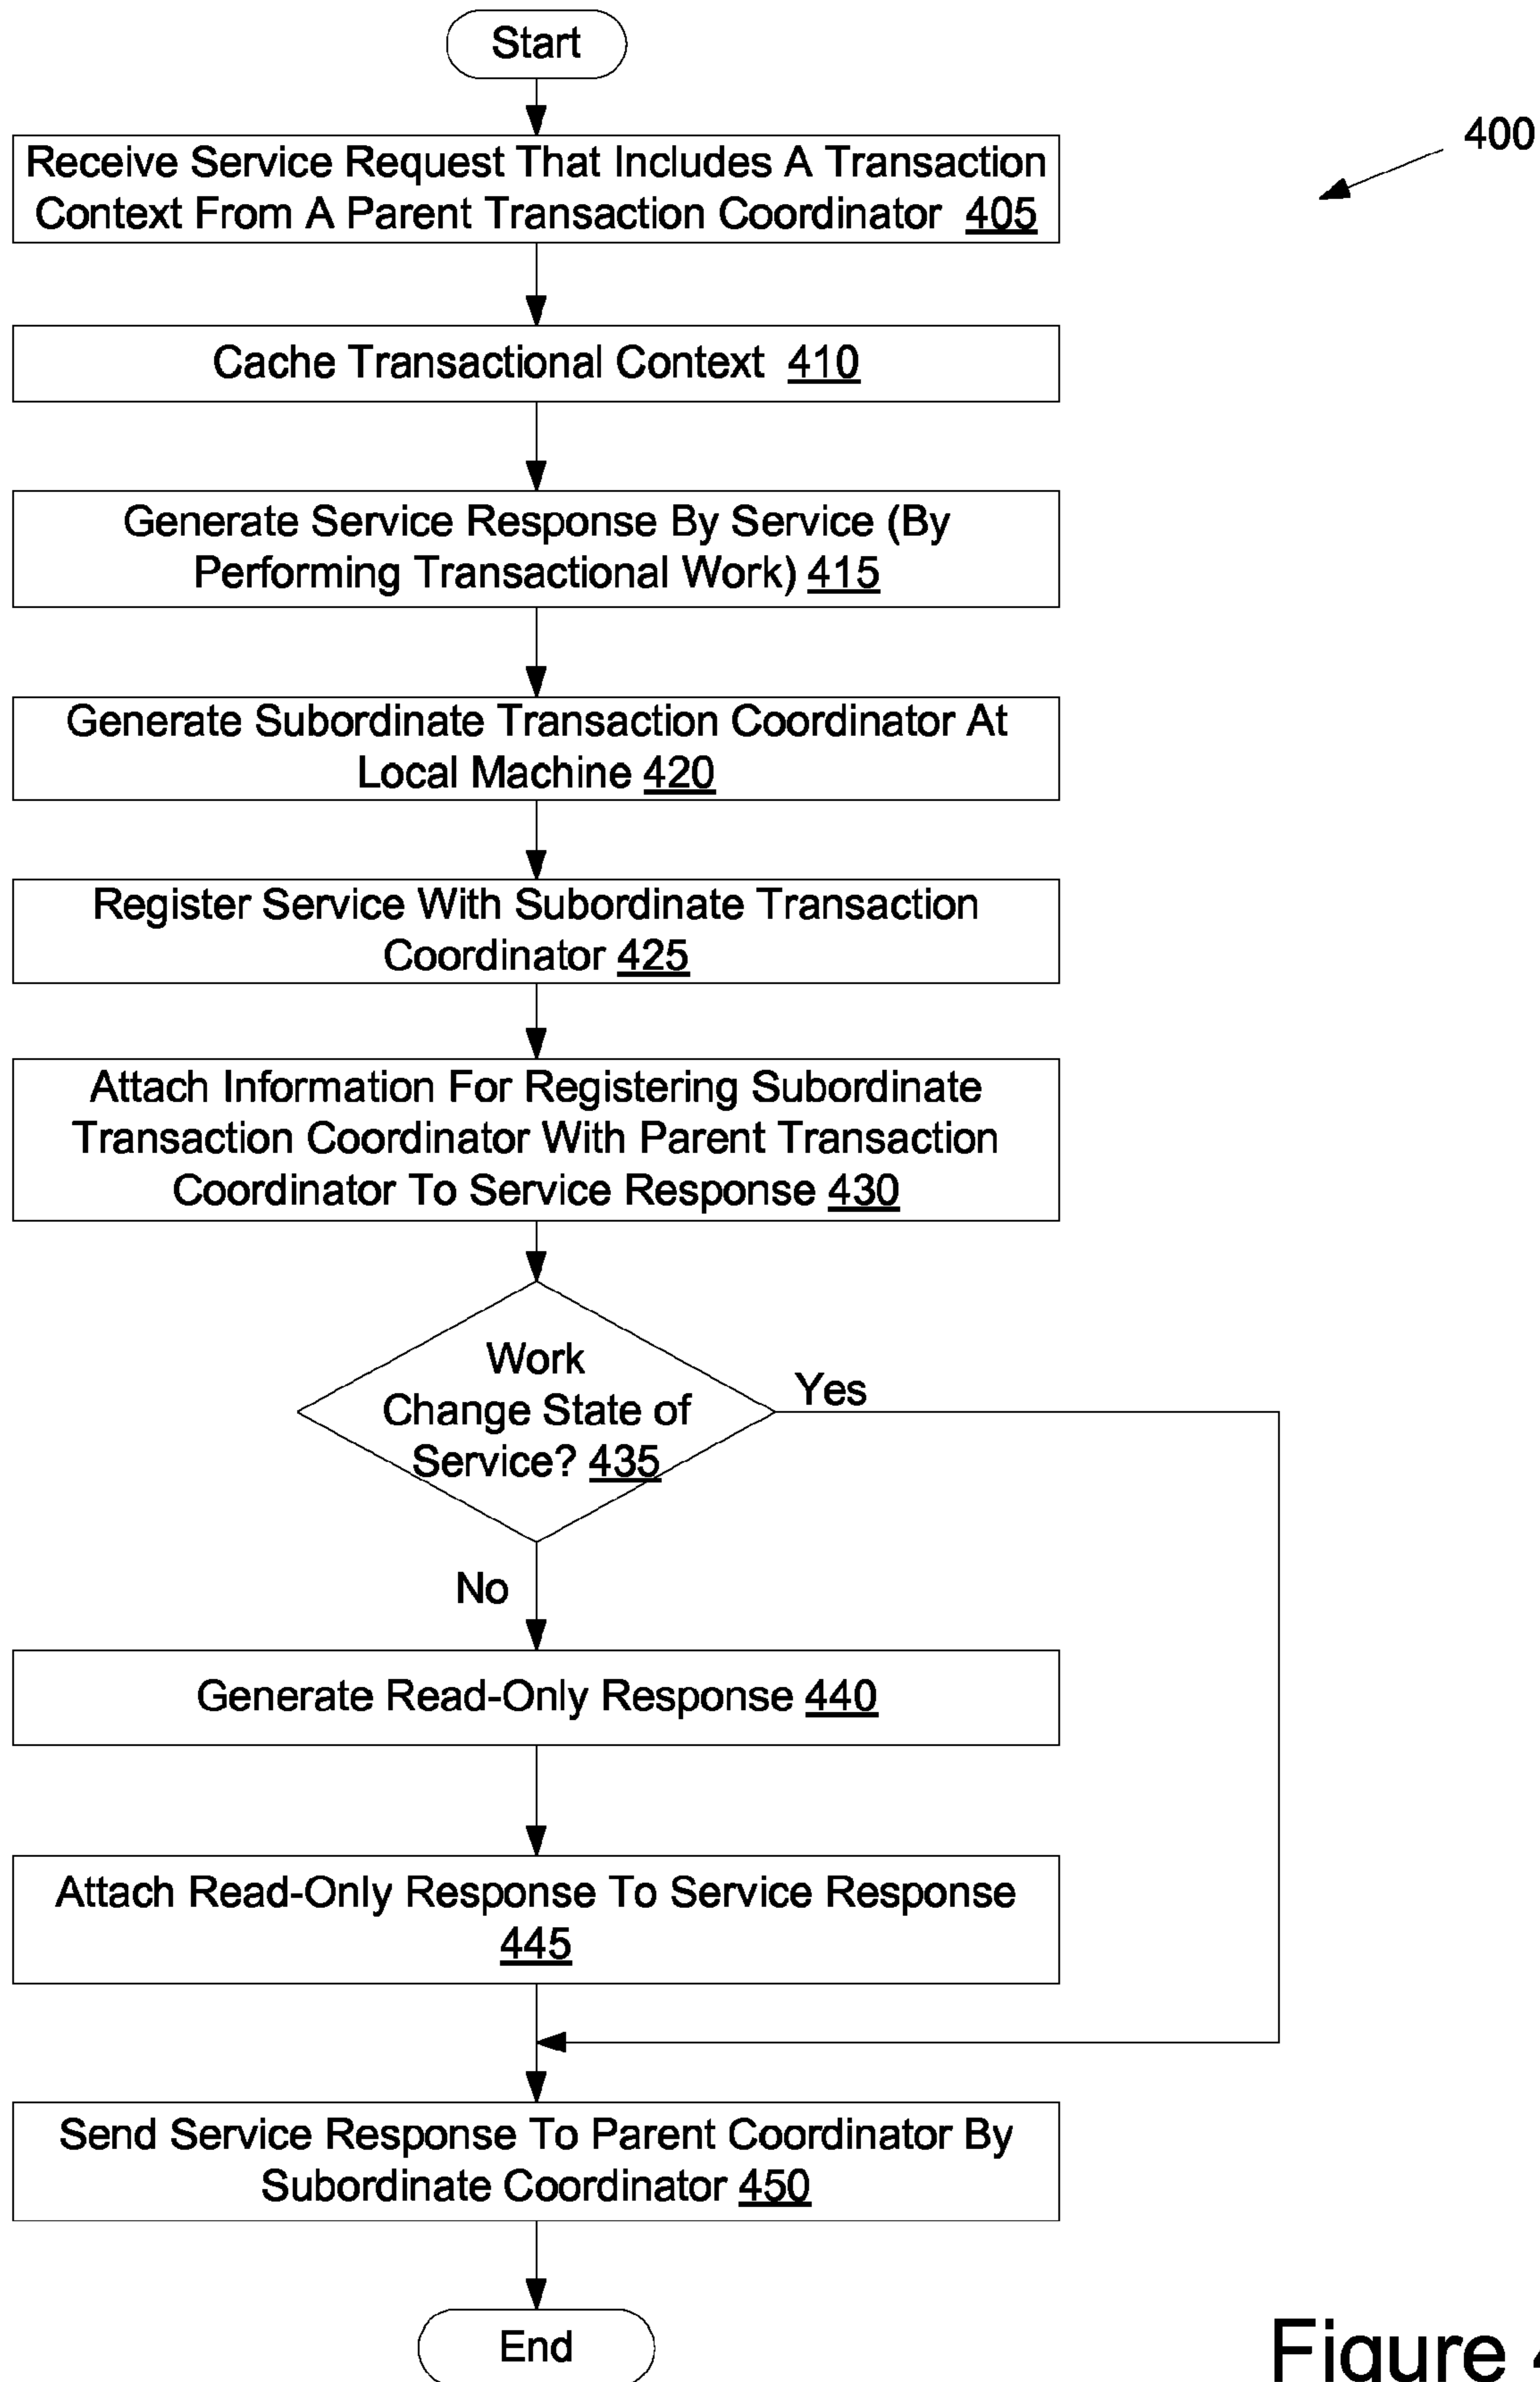 Start
400
Receive Service Request That Includes A Transaction
Context From A Parent Transaction Coordinator 405
Cache Transactional Context 410
Generate Service Response By Service (By
Performing Transactional Work) 415
Generate Subordinate Transaction Coordinator At
Local Machine 420
Register Service With Subordinate Transaction
Coordinator 425
Attach Information For Registering Subordinate
Transaction Coordinator With Parent Transaction
Coordinator To Service Response 430
Work
Change State of
Service? 435
Yes
No
Generate Read-Only Response 440
Attach Read-Only Response To Service Response
445
Send Service Response To Parent Coordinator By
Subordinate Coordinator 450
End
Figure 4